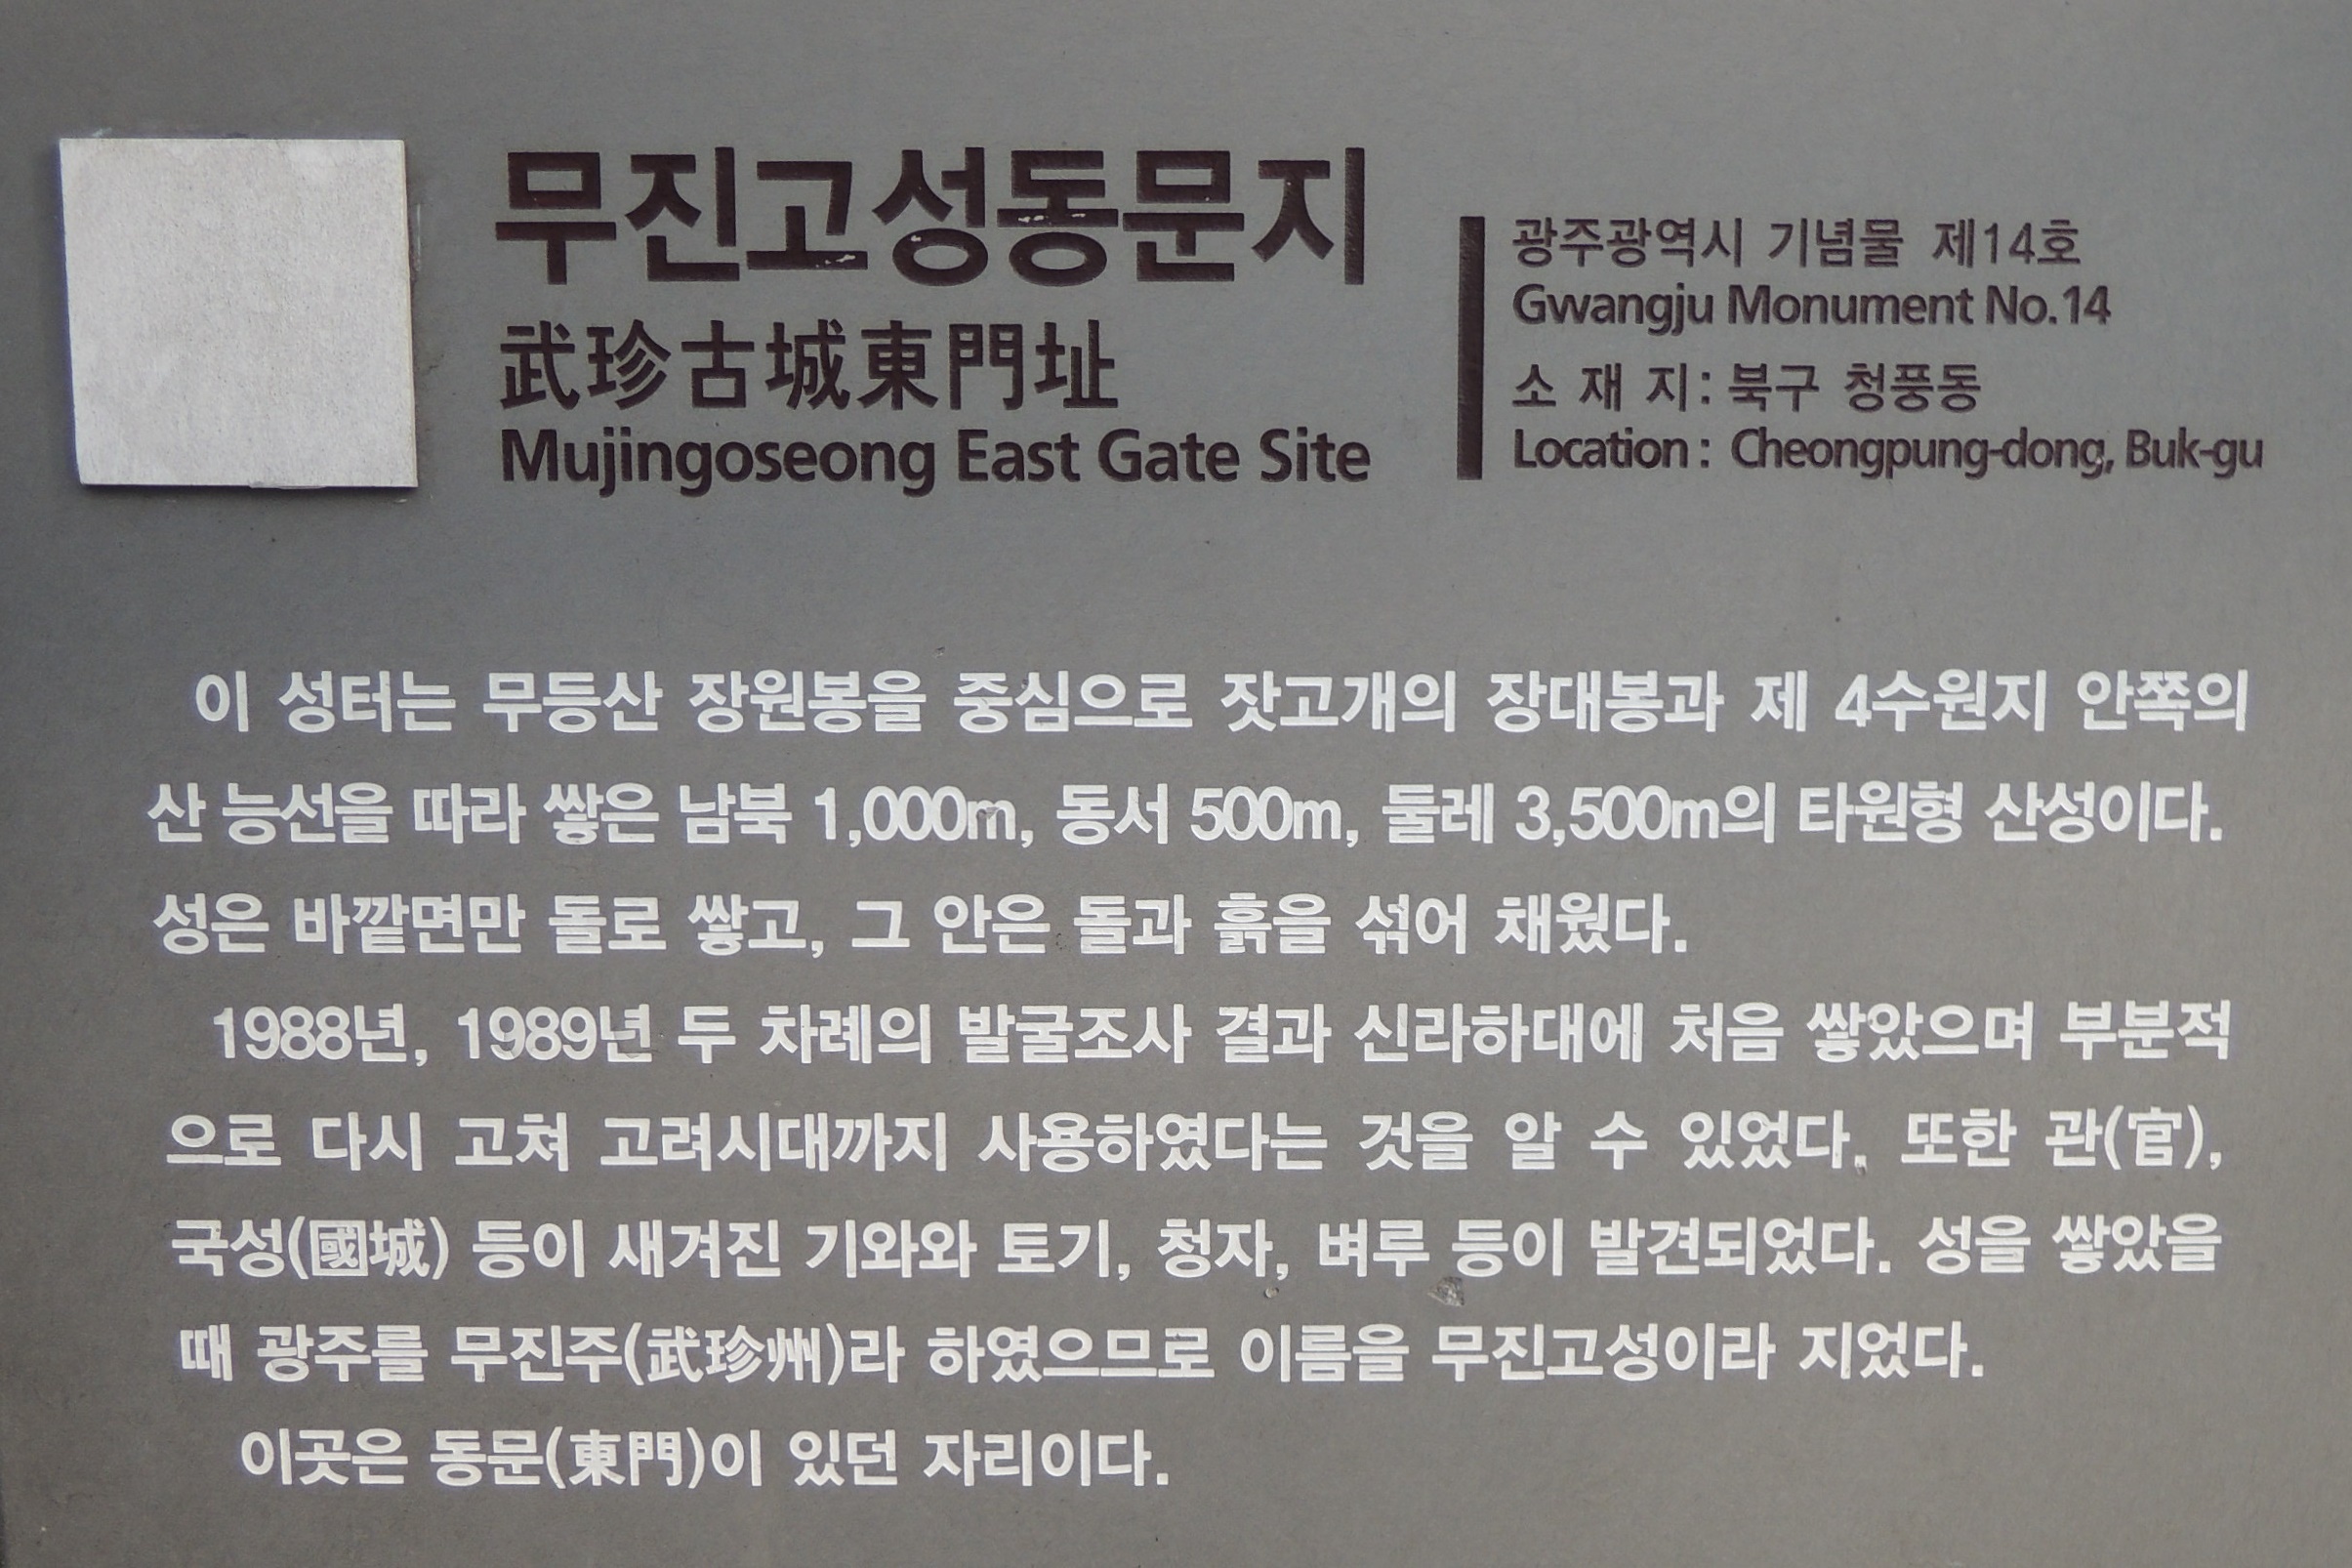 무진고성동문지
武珍古城東門址
Mujingoseong East Gate Site
광주광역시 기념물 제14호
Gwangju Monument No.14
소 재 지: 북구 청풍동
Location : Cheongpung-dong, Buk-gu
이 성터는 무등산 장원봉을 중심으로 잣고개의 장대봉과 제 4수원지 안쪽의
산 능선을 따라 쌓은 남북 1,000m, 동서 500m, 둘레 3,500m의 타원형 산성이다.
성은 바깥면만 돌로 쌓고, 그 안은 돌과 흙을 섞어 채웠다.
1988년, 1989년 두 차례의 발굴조사 결과 신라하대에 처음 쌓았으며 부분적
으로 다시 고쳐 고려시대까지 사용하였다는 것을 알 수 있었다. 또한 관(官),
국성(國城) 등이 새겨진 기와와 토기, 청자, 벼루 등이 발견되었다. 성을 쌓았을
때 광주를 무진주(武珍州)라 하였으므로 이름을 무진고성이라 지었다.
이곳은 동문(東門)이 있던 자리이다.